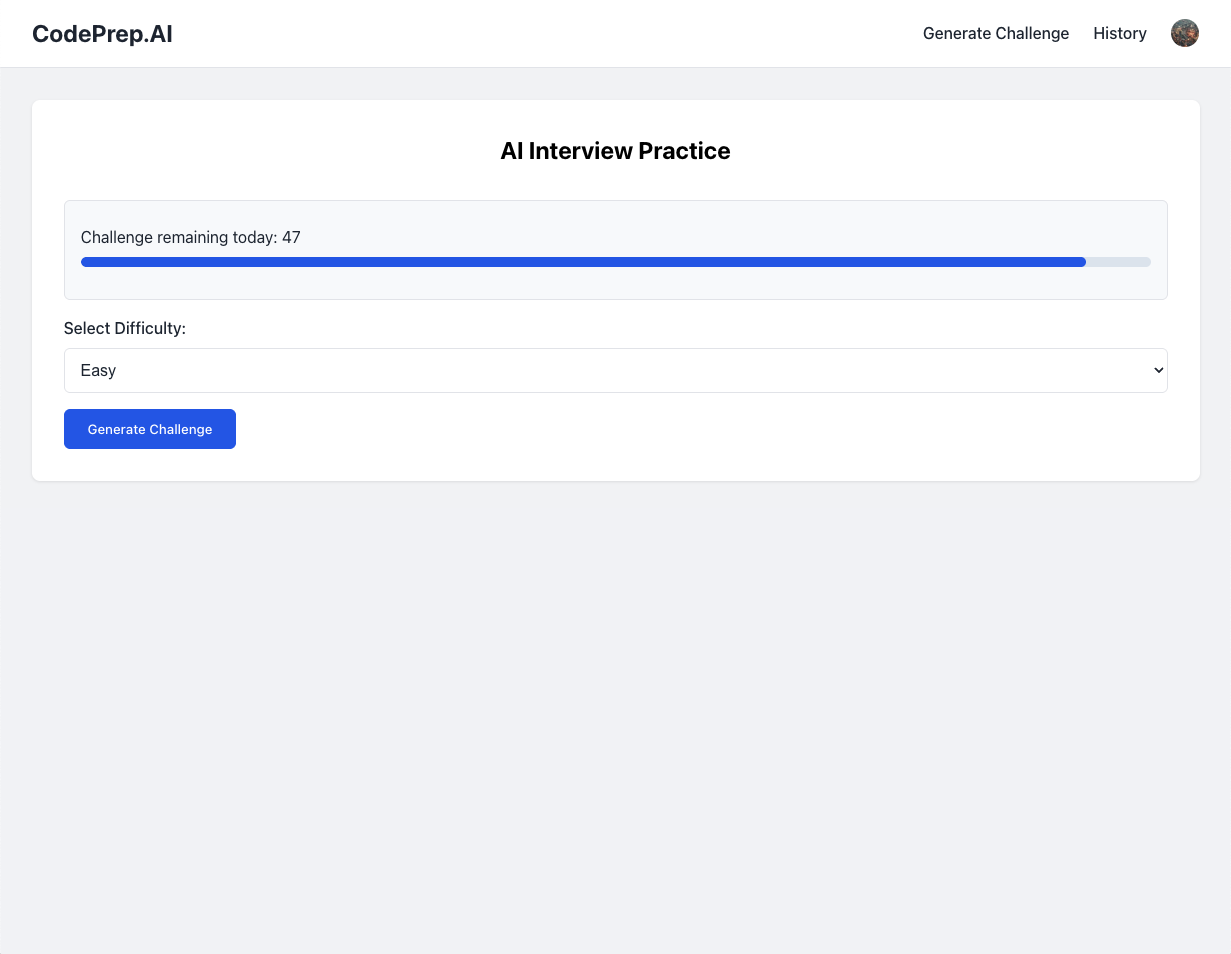 CodePrep.AI
Generate Challenge
History
AI Interview Practice
Challenge remaining today: 47
Select Difficulty:
Easy
Generate Challenge